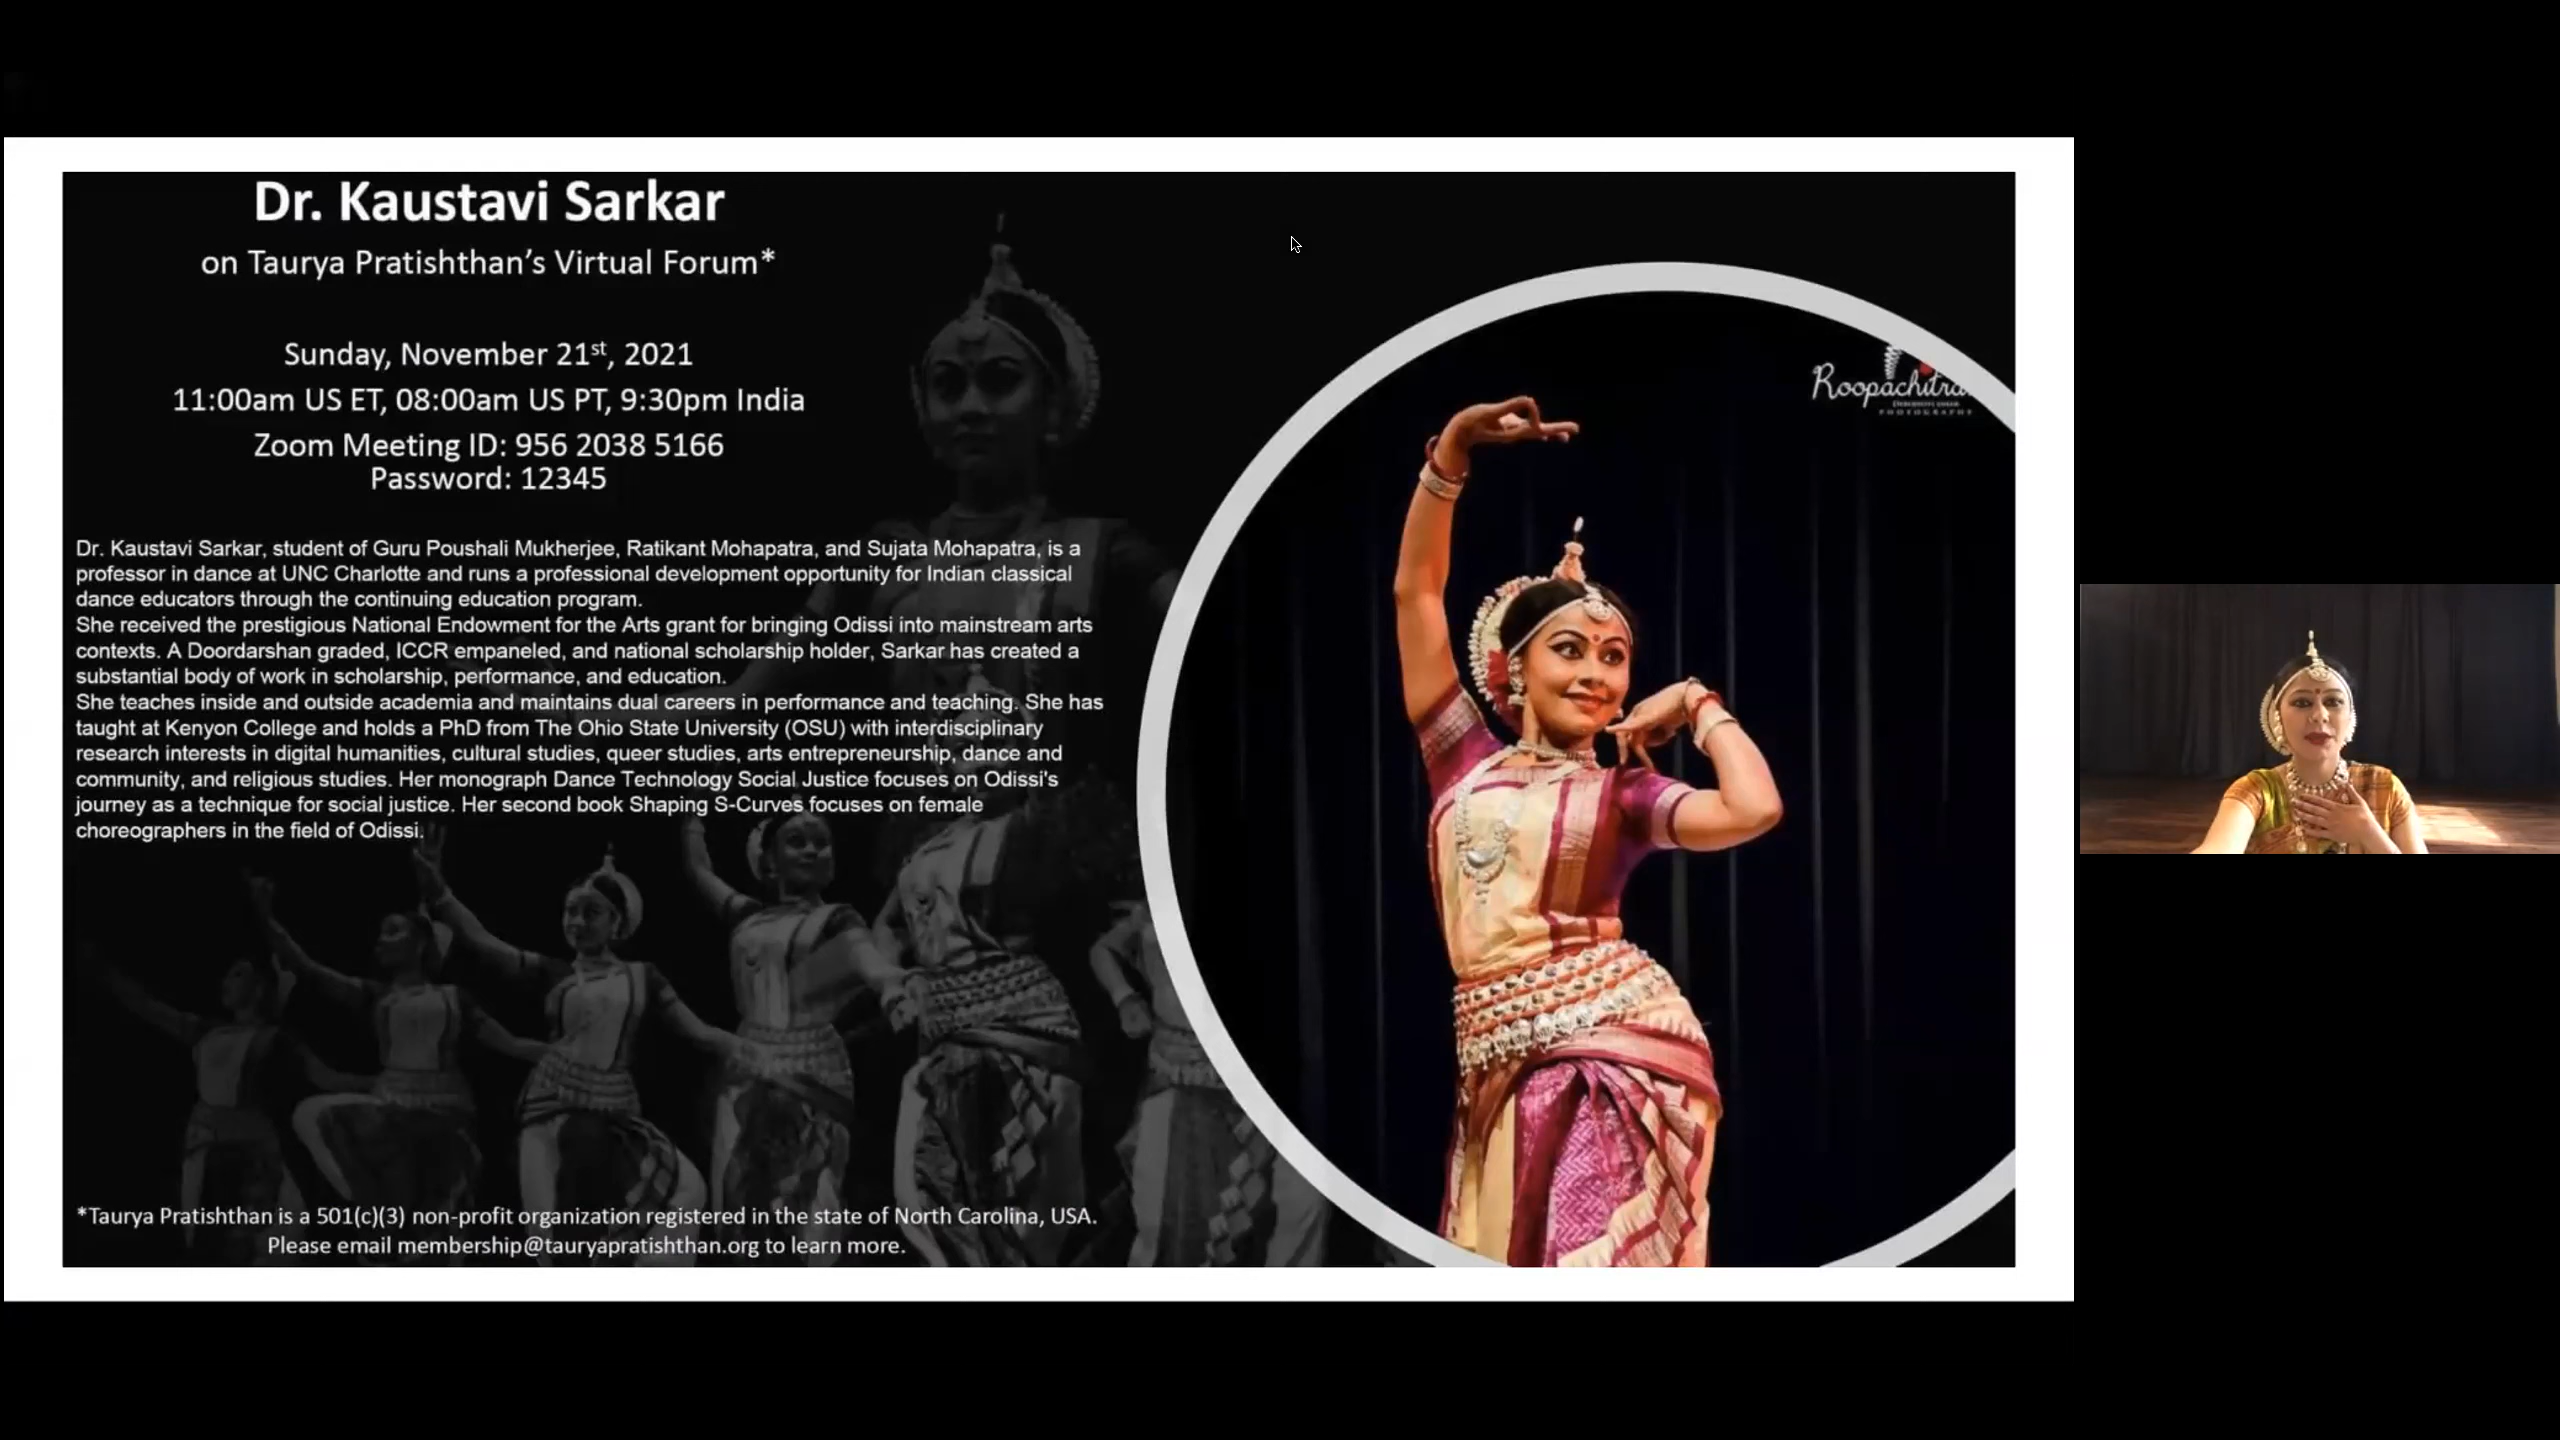 Dr. Kaustavi Sarkar
on Taurya Pratishthan’s Virtual Forum*
Sunday, November 21st, 2021
11:00am US ET, 08:00am US PT, 9:30pm India
Zoom Meeting ID: 956 2038 5166
Password: 12345
Dr. Kaustavi Sarkar, student of Guru Poushali Mukherjee, Ratikant Mohapatra, and Sujata Mohapatra, is a
professor in dance at UNC Charlotte and runs a professional development opportunity for Indian classical
dance educators through the continuing education program.
She received the prestigious National Endowment for the Arts grant for bringing Odissi into mainstream arts
contexts. A Doordarshan graded, ICCR empaneled, and national scholarship holder, Sarkar has created a
substantial body of work in scholarship, performance, and education.
She teaches inside and outside academia and maintains dual careers in performance and teaching. She has
taught at Kenyon College and holds a PhD from The Ohio State University (OSU) with interdisciplinary
research interests in digital humanities, cultural studies, queer studies, arts entrepreneurship, dance and
community, and religious studies. Her monograph Dance Technology Social Justice focuses on Odissi's
journey as a technique for social justice. Her second book Shaping S-Curves focuses on female
choreographers in the field of Odissi.
*Taurya Pratishthan is a 501(c)(3) non-profit organization registered in the state of North Carolina, USA.
Please email membership@tauryapratishthan.org to learn more.
Roopachitra
PHOTOGRAPHY